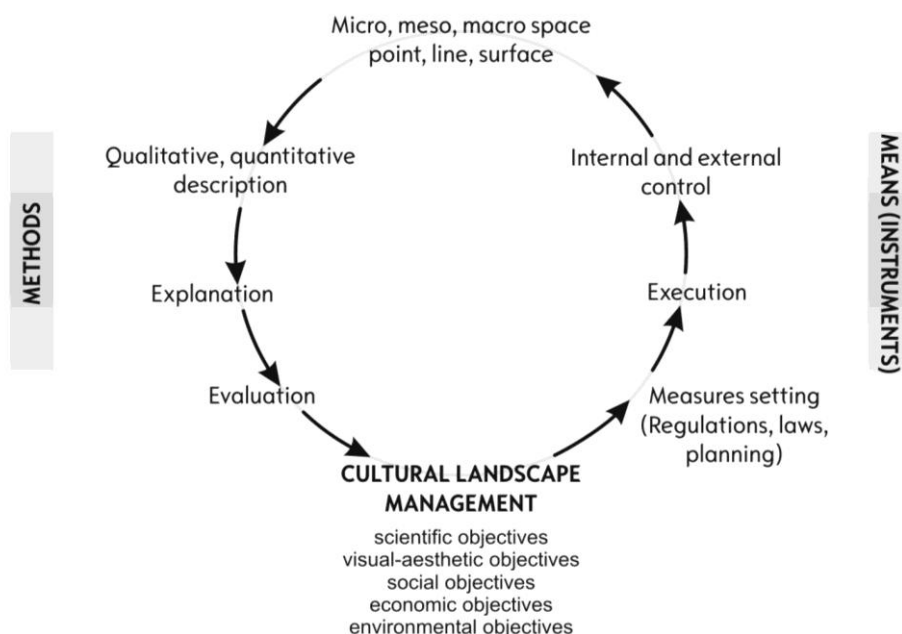 Micro, meso, macro space
point, line, surface
Qualitative, quantitative
description
Explanation
Evaluation
METHODS
Internal and external
control
Execution
Measures setting
(Regulations, laws,
planning)
MEANS (INSTRUMENTS)
CULTURAL LANDSCAPE
MANAGEMENT
scientific objectives
visual-aesthetic objectives
social objectives
economic objectives
environmental objectives